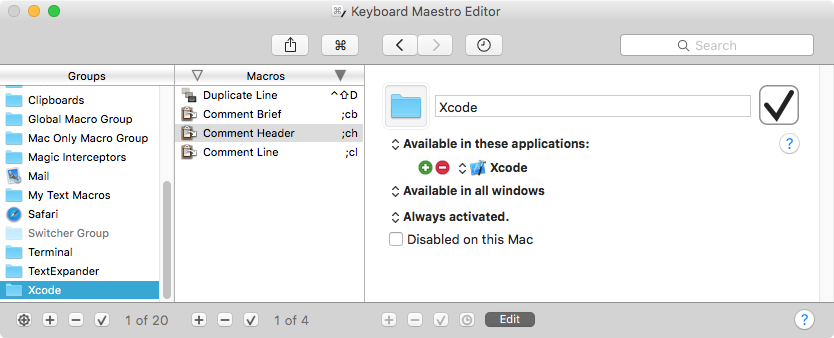 Keyboard Maestro Editor
Search
Groups
Clipboards
Global Macro Group
Mac Only Macro Group
Magic Interceptors
Mail
My Text Macros
Safari
Switcher Group
Terminal
TextExpander
Xcode
Macros
Duplicate Line ^⇧D
Comment Brief ;cb
Comment Header ;ch
Comment Line ;cl
Xcode
Available in these applications:
?
Xcode
Available in all windows
Always activated.
Disabled on this Mac
1 of 20
1 of 4
Edit
?